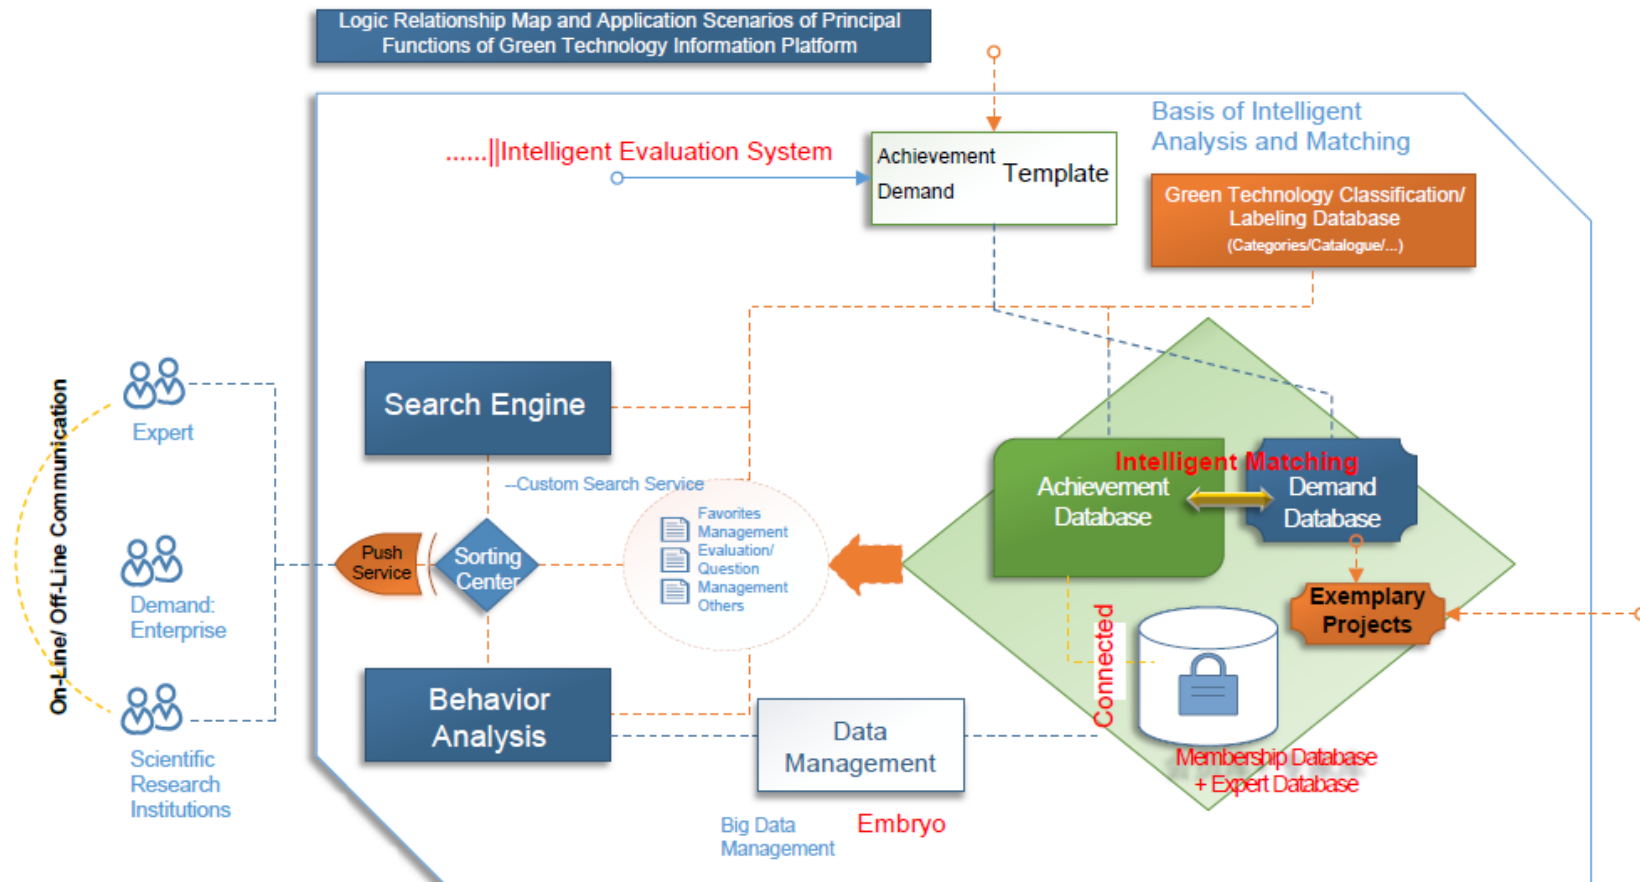 Logic Relationship Map and Application Scenarios of Principal
Functions of Green Technology Information Platform
Basis of Intelligent
Analysis and Matching
......||Intelligent Evaluation System
Achievement
Demand
Template
Green Technology Classification/
Labeling Database
(Categories/Catalogue/...)
On-Line/ Off-Line Communication
Expert
Demand:
Enterprise
Scientific
Research
Institutions
Search Engine
--Custom Search Service
Push
Service
Sorting
Center
Favorites
Management
Evaluation/
Question
Management
Others
Behavior
Analysis
Data
Management
Big Data
Management
Embryo
Intelligent Matching
Achievement
Database
Demand
Database
Exemplary
Projects
Connected
Membership Database
+ Expert Database